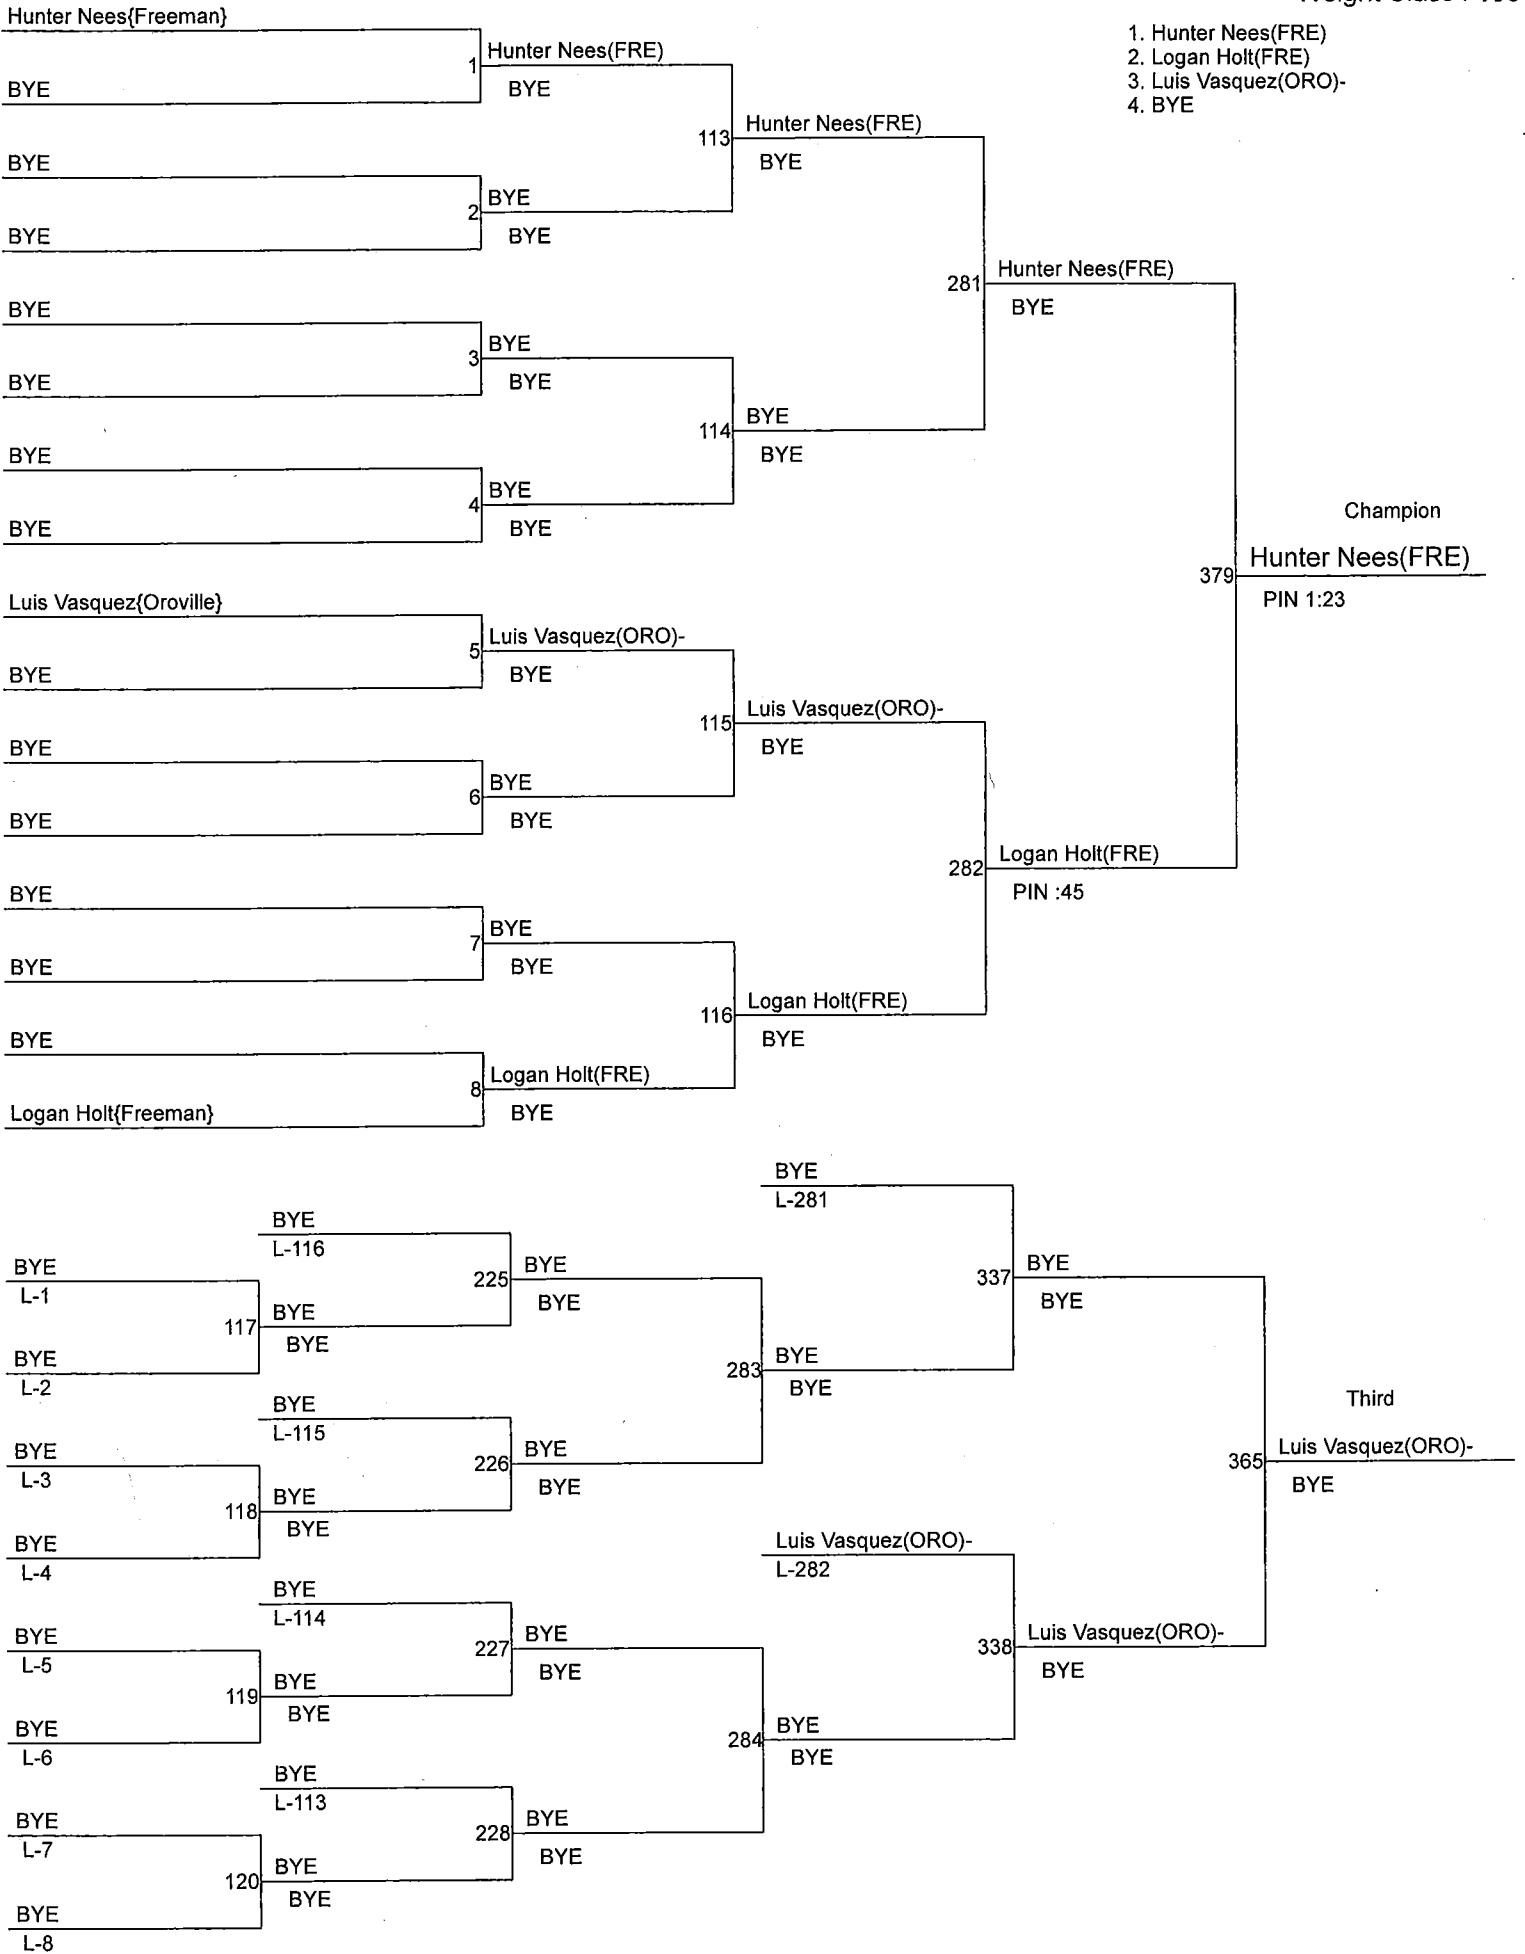 Hunter Nees{Freeman}
1
Hunter Nees(FRE)
BYE
BYE
113
Hunter Nees(FRE)
BYE
BYE
2
BYE
BYE
BYE
281
Hunter Nees(FRE)
BYE
BYE
3
BYE
BYE
BYE
114
BYE
BYE
BYE
4
BYE
BYE
BYE
1. Hunter Nees(FRE)
2. Logan Holt(FRE)
3. Luis Vasquez(ORO)-
4. BYE
Champion
379
Hunter Nees(FRE)
PIN 1:23
Luis Vasquez{Oroville}
5
Luis Vasquez(ORO)-
BYE
BYE
115
Luis Vasquez(ORO)-
BYE
BYE
6
BYE
BYE
BYE
282
Logan Holt(FRE)
PIN :45
BYE
7
BYE
BYE
BYE
116
Logan Holt(FRE)
BYE
BYE
8
Logan Holt(FRE)
BYE
Logan Holt{Freeman}
BYE
L-281
BYE
L-116
BYE
L-1
225
BYE
BYE
337
BYE
BYE
117
BYE
BYE
BYE
L-2
283
BYE
BYE
BYE
L-115
BYE
L-3
226
BYE
BYE
118
BYE
BYE
BYE
L-4
Third
365
Luis Vasquez(ORO)-
BYE
Luis Vasquez(ORO)-
L-282
BYE
L-114
BYE
L-5
227
BYE
BYE
338
Luis Vasquez(ORO)-
BYE
119
BYE
BYE
BYE
L-6
284
BYE
BYE
BYE
L-113
BYE
L-7
228
BYE
BYE
120
BYE
BYE
BYE
L-8